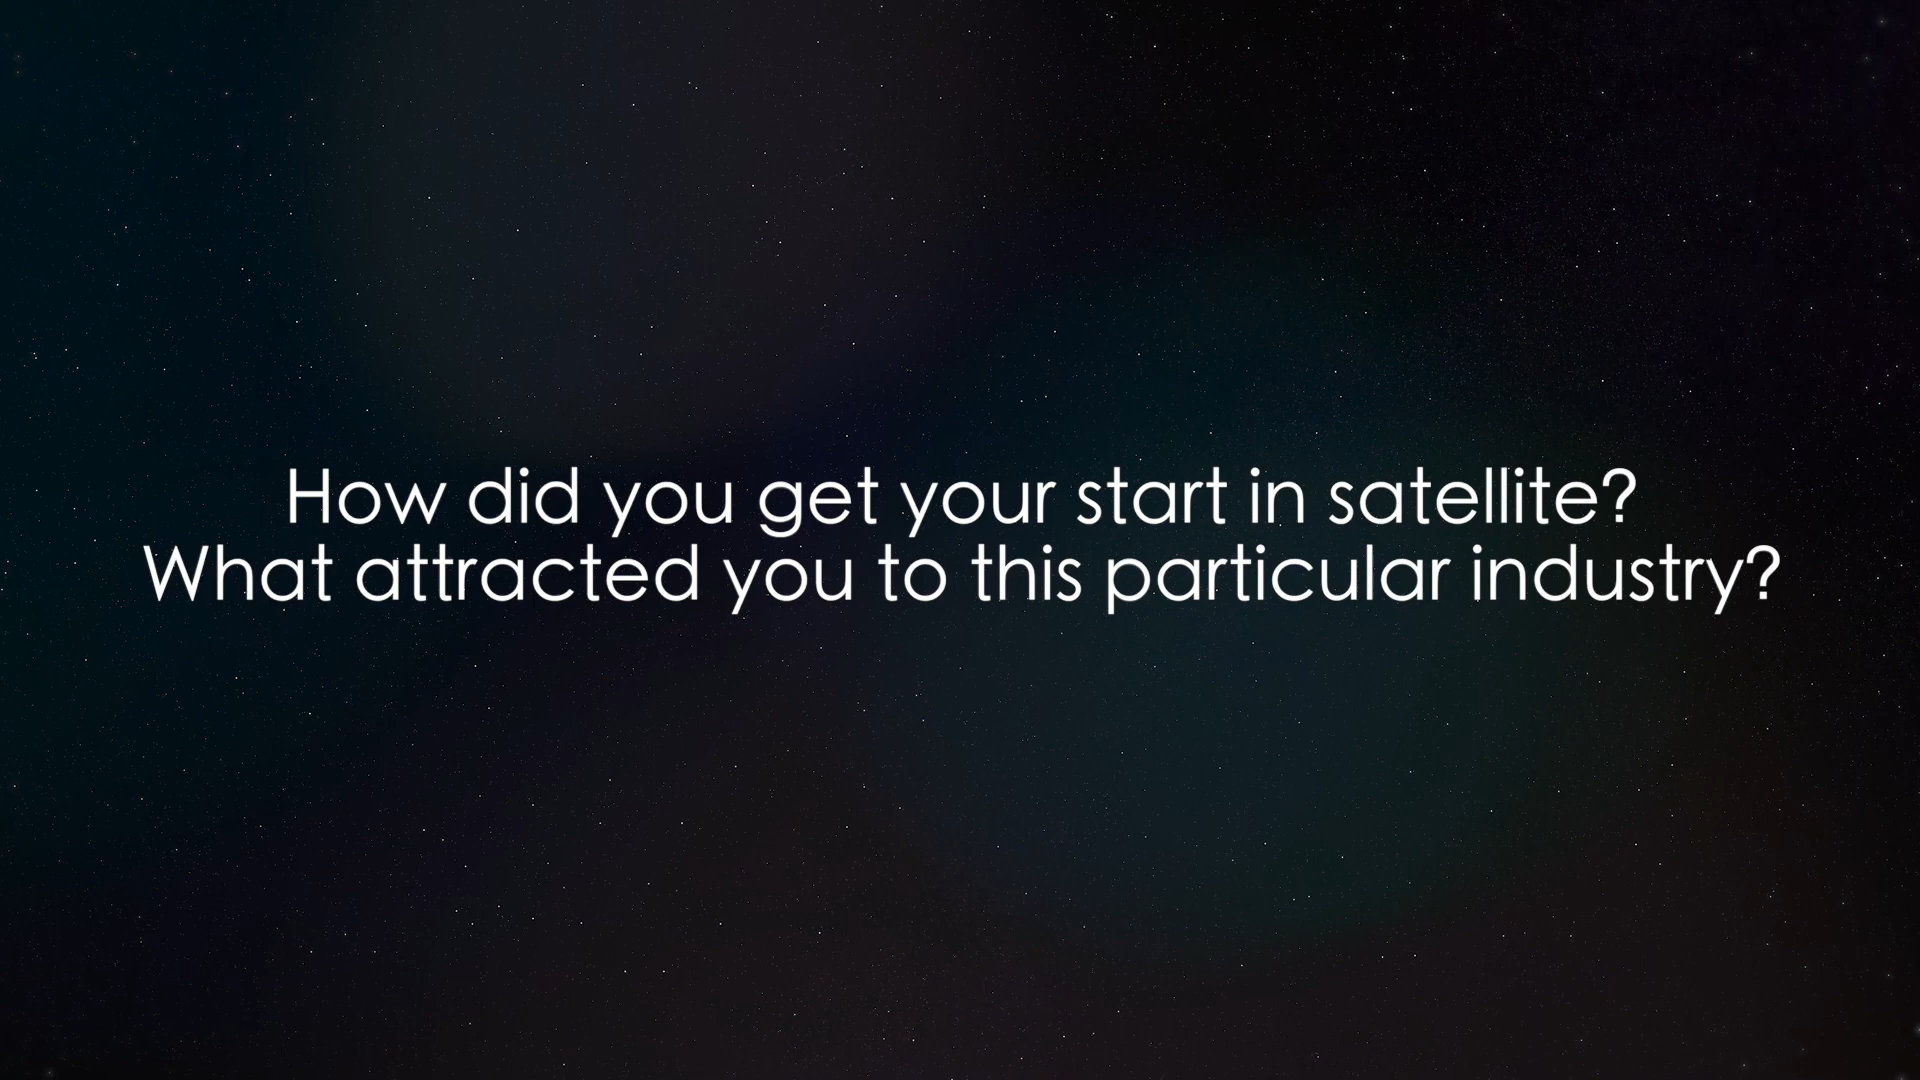 How did you get your start in satellite?
What attracted you to this particular industry?